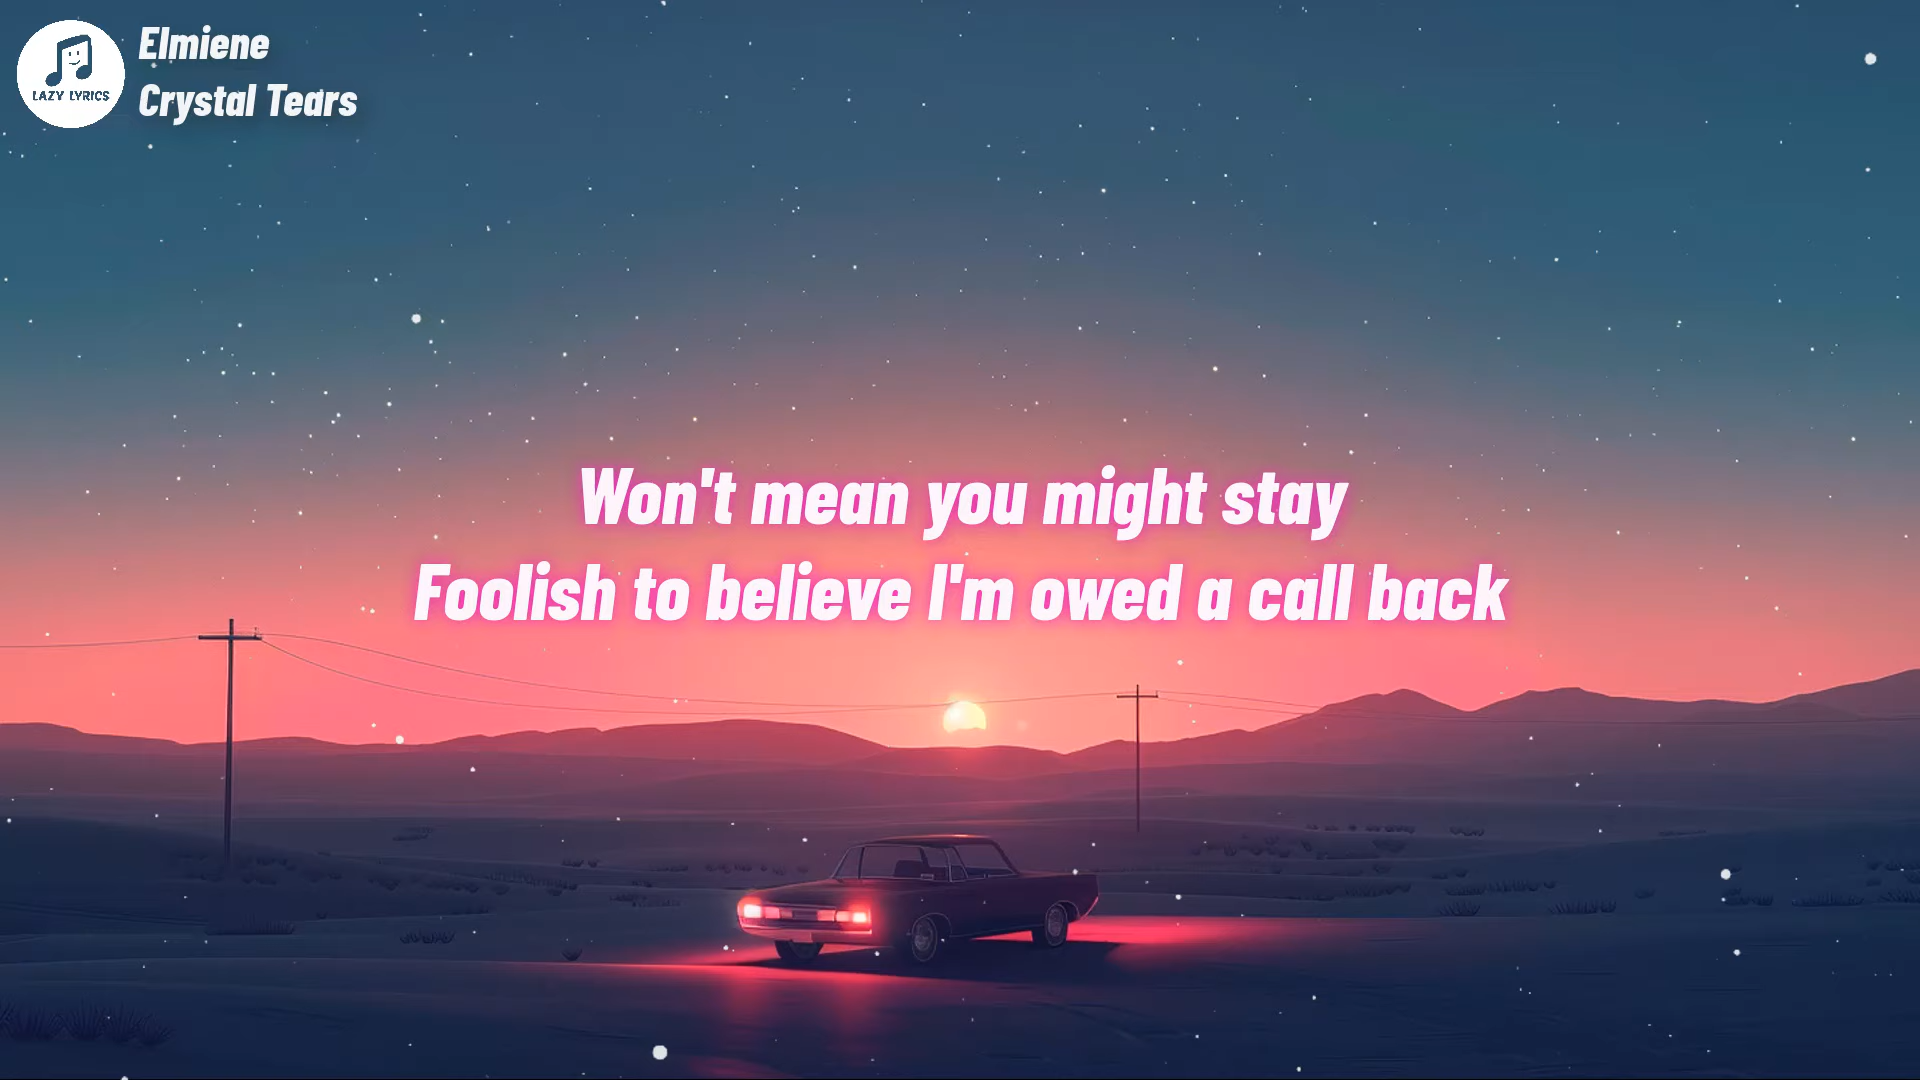 Elmiene
LAZY LYRICS
Crystal Tears
Won't mean you might stay
Foolish to believe I'm owed a call back